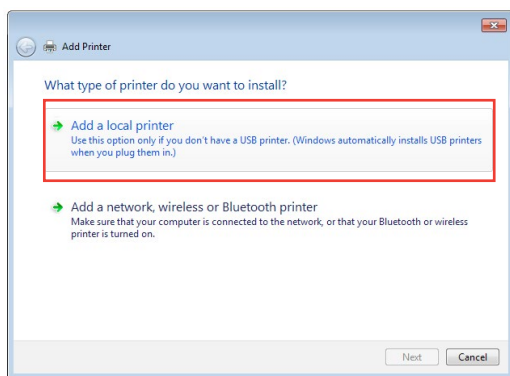 Add Printer
What type of printer do you want to install?
Add a local printer
Use this option only if you don't have a USB printer. (Windows automatically installs USB printers
when you plug them in.)
Add a network, wireless or Bluetooth printer
Make sure that your computer is connected to the network, or that your Bluetooth or wireless
printer is turned on.
Next
Cancel